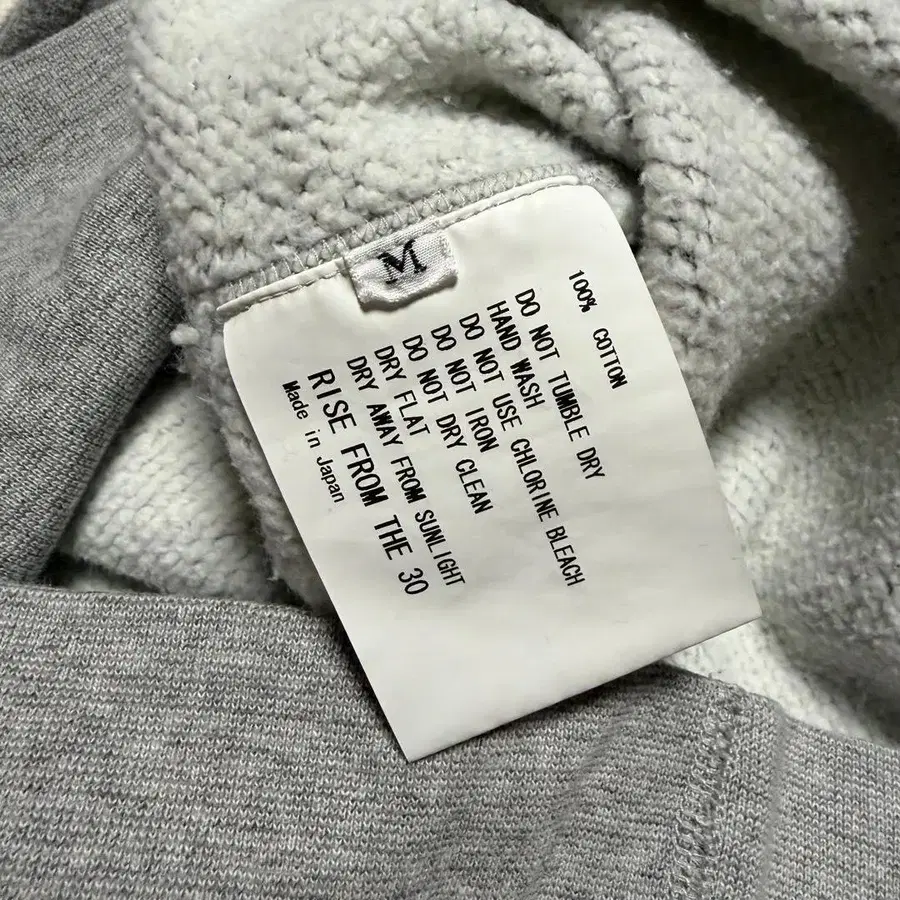 M
100% COTTON
DO NOT TUMBLE DRY
HAND WASH
DO NOT USE CHLORINE BLEACH
DO NOT IRON
DO NOT DRY CLEAN
DRY FLAT
DRY AWAY FROM SUNLIGHT
RISE FROM THE 30
Made in Japan